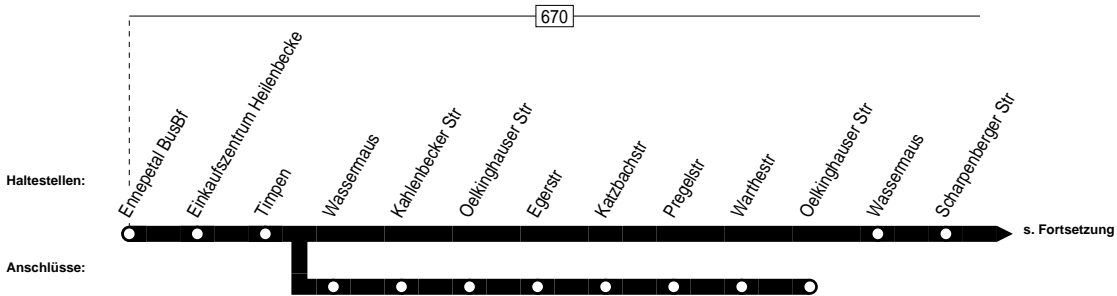 670
Ennepetal BusBf
Einkaufszentrum Heilenbecke
Timpen
Wassermaus
Kahlenbecker Str
Oelkinghauser Str
Egerstr
Katzbachstr
Pregelstr
Warthestr
Oelkinghauser Str
Wassermaus
Scharpenberger Str
Haltestellen:
s. Fortsetzung
Anschlüsse: